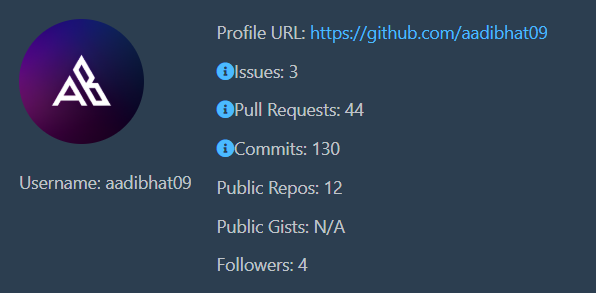 Profile URL: https://github.com/aadibhat09
Issues: 3
Pull Requests: 44
Commits: 130
Username: aadibhat09
Public Repos: 12
Public Gists: N/A
Followers: 4